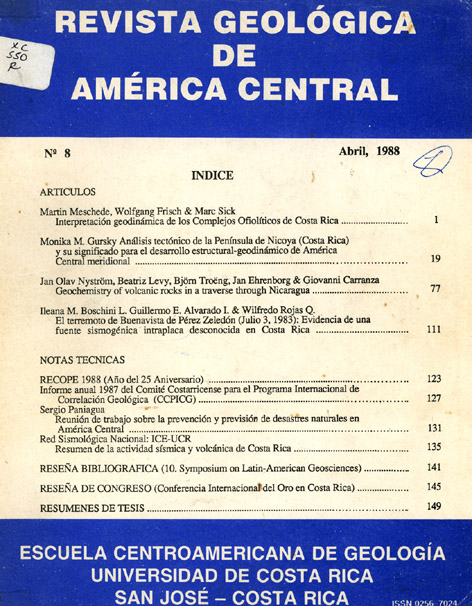 REVISTA GEOLÓGICA
DE
AMÉRICA CENTRAL
XC
550
R
Nº 8 Abril, 1988
INDICE
ARTICULOS
Martin Meschede, Wolfgang Frisch & Marc Sick
Interpretación geodinámica de los Complejos Ofiolíticos de Costa Rica 1
Monika M. Gursky Análisis tectónico de la Península de Nicoya (Costa Rica)
y su significado para el desarrollo estructural-geodinámico de América
Central meridional 19
Jan Olav Nyström, Beatriz Levy, Björn Troëng, Jan Ehrenborg & Giovanni Carranza
Geochemistry of volcanic rocks in a traverse through Nicaragua 77
Ileana M. Boschini L. Guillermo E. Alvarado I. & Wilfredo Rojas Q.
El terremoto de Buenavista de Pérez Zeledón (Julio 3, 1983): Evidencia de una
fuente sismogénica intraplaca desconocida en Costa Rica 111
NOTAS TECNICAS
RECOPE 1988 (Año del 25 Aniversario) 123
Informe anual 1987 del Comité Costarricense para el Programa Internacional de
Correlación Geológica (CCPICG) 127
Sergio Paniagua
Reunión de trabajo sobre la prevención y previsión de desastres naturales en
América Central 131
Red Sismológica Nacional: ICE-UCR
Resumen de la actividad sísmica y volcánica de Costa Rica 135
RESEÑA BIBLIOGRAFICA (10. Symposium on Latin-American Geosciences) 141
RESEÑA DE CONGRESO (Conferencia Internacional del Oro en Costa Rica) 145
RESUMENES DE TESIS 149
ESCUELA CENTROAMERICANA DE GEOLOGÍA
UNIVERSIDAD DE COSTA RICA
SAN JOSÉ – COSTA RICA
ISSN 0256-7024